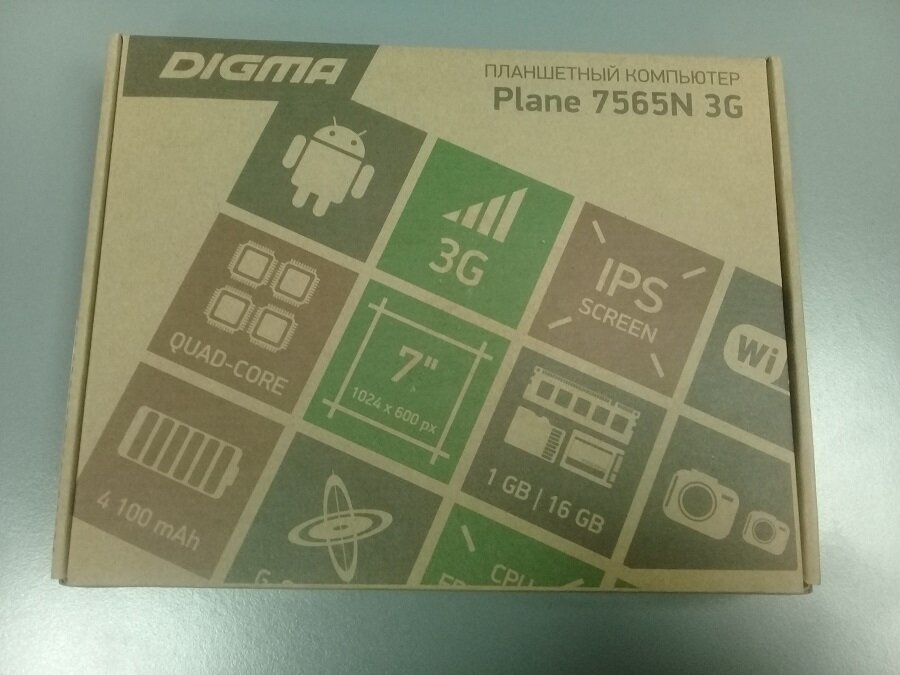 DIGMA
ПЛАНШЕТНЫЙ КОМПЬЮТЕР
Plane 7565N 3G
3G
IPS
SCREEN
Wi
QUAD-CORE
7"
1024 x 600 px
1 GB | 16 GB
4 100 mAh
CPU